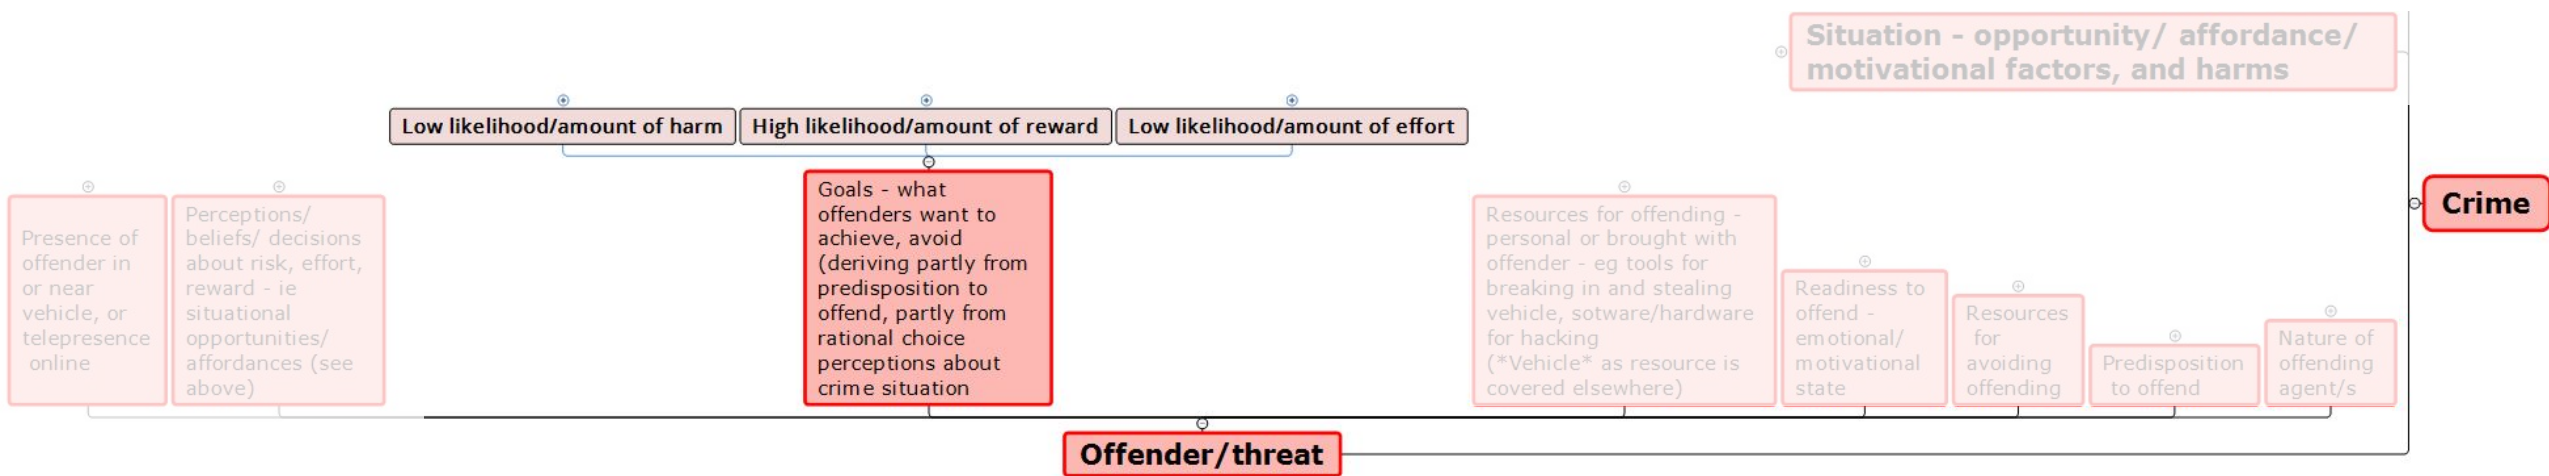 Situation - opportunity/ affordance/
motivational factors, and harms
Low likelihood/amount of harm
High likelihood/amount of reward
Low likelihood/amount of effort
Crime
Presence of
offender in
or near
vehicle, or
telepresence
online
Perceptions/
beliefs/ decisions
about risk, effort,
reward - ie
situational
opportunities/
affordances (see
above)
Goals - what
offenders want to
achieve, avoid
(deriving partly from
predisposition to
offend, partly from
rational choice
perceptions about
crime situation
Resources for offending -
personal or brought with
offender - eg tools for
breaking in and stealing
vehicle, sotware/hardware
for hacking
(*Vehicle* as resource is
covered elsewhere)
Readiness to
offend -
emotional/
motivational
state
Resources
for
avoiding
offending
Predisposition
to offend
Nature of
offending
agent/s
Offender/threat